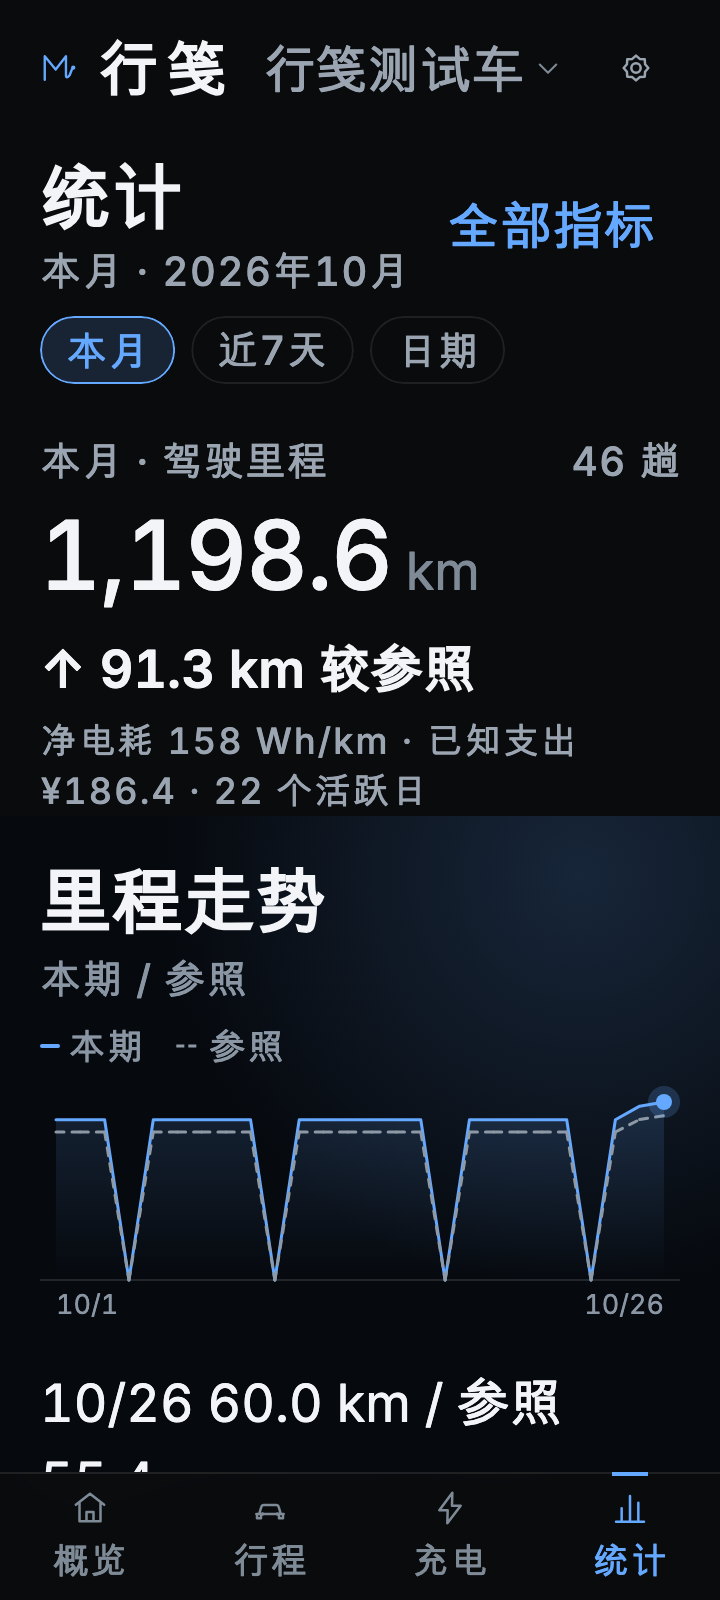 行笺 行笺测试车
统计
全部指标
本月 · 2026年10月
本月 近7天 日期
本月 · 驾驶里程 46 趟
1,198.6 km
↑ 91.3 km 较参照
净电耗 158 Wh/km · 已知支出
¥186.4 · 22 个活跃日
里程走势
本期 / 参照
本期 参照
10/1 10/26
10/26 60.0 km / 参照
55.4
概览 行程 充电 统计